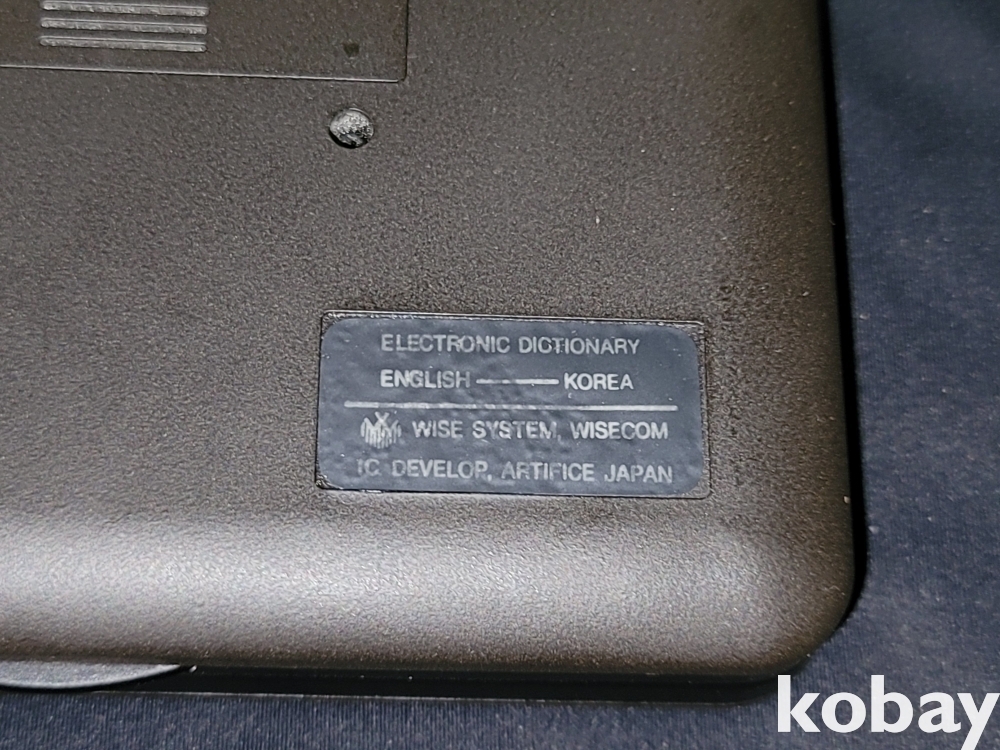 ELECTRONIC DICTIONARY
ENGLISH — KOREA
WISE SYSTEM, WISECOM
IC DEVELOP, ARTIFICE JAPAN
kobay